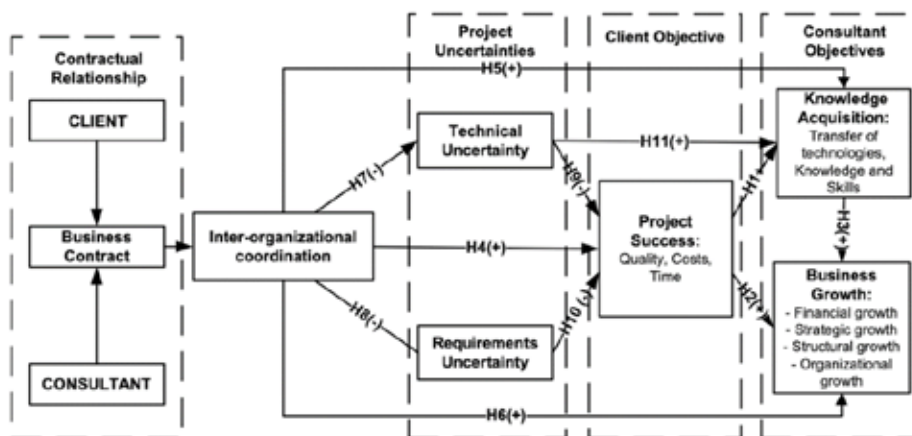 Contractual
Relationship
CLIENT
Business
Contract
CONSULTANT
Inter-organizational
coordination
Project
Uncertainties
Technical
Uncertainty
Requirements
Uncertainty
Client Objective
Project
Success:
Quality, Costs,
Time
Consultant
Objectives
Knowledge
Acquisition:
Transfer of
technologies,
Knowledge and
Skills
Business
Growth:
- Financial growth
- Strategic growth
- Structural growth
- Organizational
growth
H5(+)
H7(-)
H4(+)
H8(-)
H6(+)
H9(-)
H10(-)
H11(+)
H1+
H2(+)
H3(+)